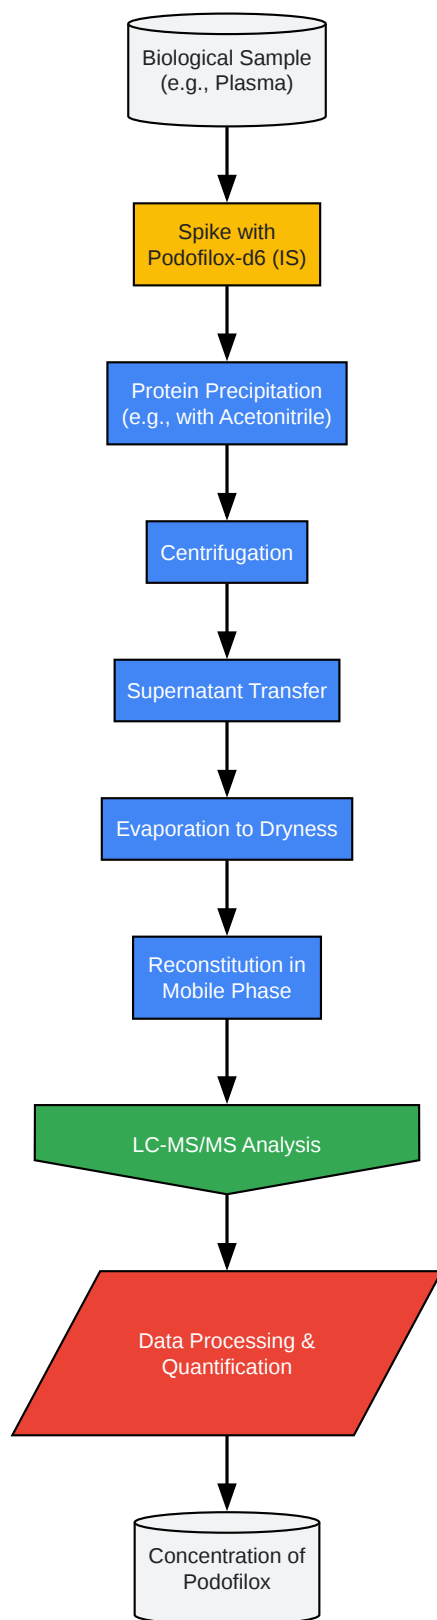 Biological Sample
(e.g., Plasma)
Spike with
Podofilox-d6 (IS)
Protein Precipitation
(e.g., with Acetonitrile)
Centrifugation
Supernatant Transfer
Evaporation to Dryness
Reconstitution in
Mobile Phase
LC-MS/MS Analysis
Data Processing &
Quantification
Concentration of
Podofilox